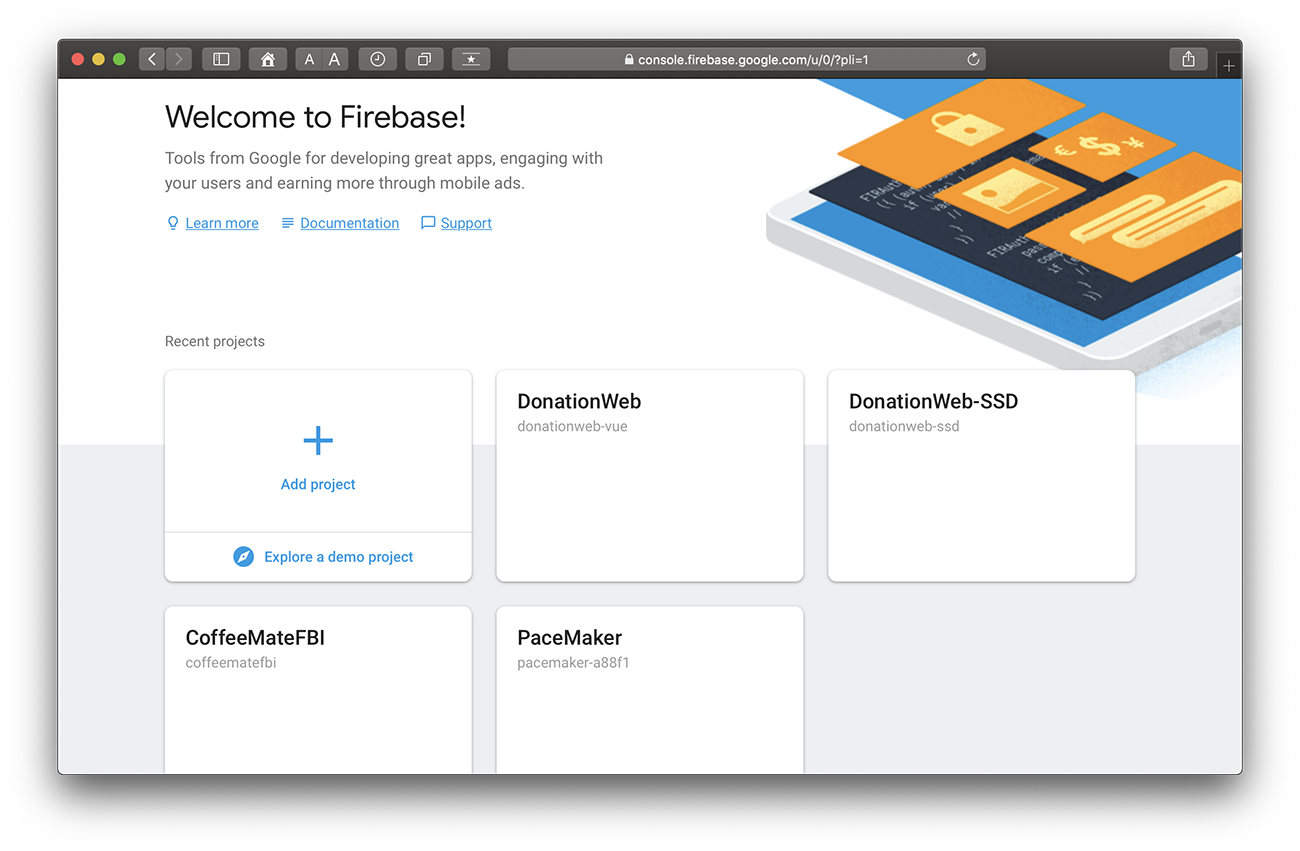 A A
console.firebase.google.com/u/0/?pli=1
Welcome to Firebase!
Tools from Google for developing great apps, engaging with
your users and earning more through mobile ads.
Learn more Documentation Support
Recent projects
Add project
Explore a demo project
DonationWeb
donationweb-vue
DonationWeb-SSD
donationweb-ssd
CoffeeMateFBI
coffeematefbi
PaceMaker
pacemaker-a88f1